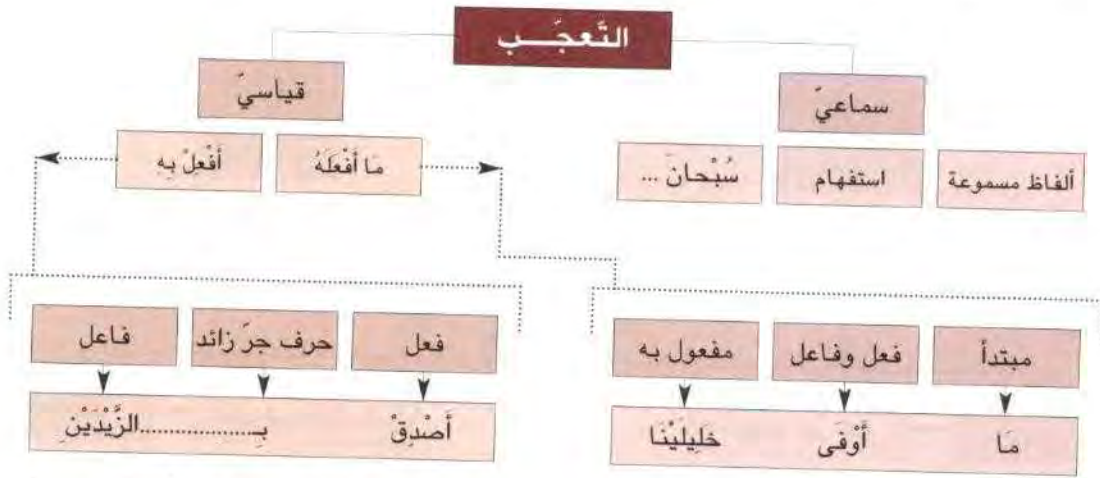 التَّعجّب
سماعيّ
قياسيّ
ألفاظ مسموعة
استفهام
سُبْحَانَ ...
مَا أَفْعَلَهُ
أَفْعِلْ بِهِ
مبتدأ
فعل وفاعل
مفعول به
مَا
أَوْفَى
خَلِيلَيْنَا
فعل
حرف جرّ زائد
فاعل
أَصْدِقْ
بِـ....................الزَّيْدَيْنِ